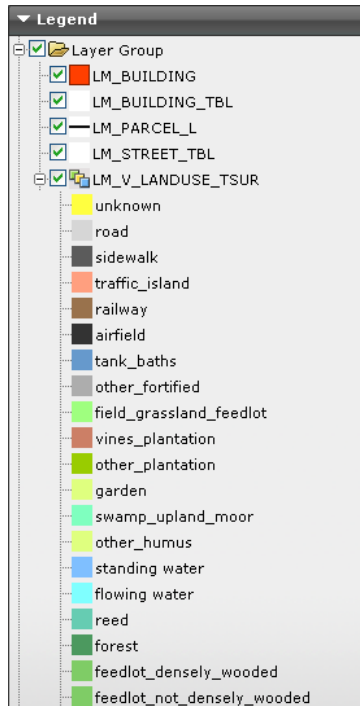 Legend
Layer Group
LM_BUILDING
LM_BUILDING_TBL
LM_PARCEL_L
LM_STREET_TBL
LM_V_LANDUSE_TSUR
unknown
road
sidewalk
traffic_island
railway
airfield
tank_baths
other_fortified
field_grassland_feedlot
vines_plantation
other_plantation
garden
swamp_upland_moor
other_humus
standing water
flowing water
reed
forest
feedlot_densely_wooded
feedlot_not_densely_wooded